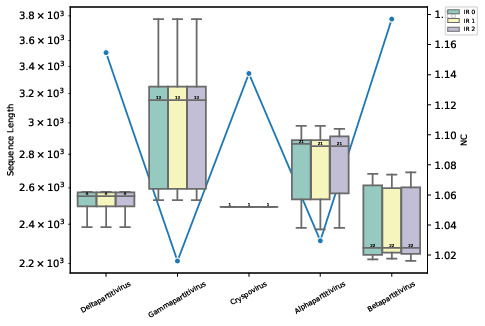 3.8 × 10³
3.6 × 10³
3.4 × 10³
3.2 × 10³
3 × 10³
2.8 × 10³
2.6 × 10³
2.4 × 10³
2.2 × 10³
Sequence Length
13 13 13
1 1 1
21 21 21
22 22 22
1.16
1.14
1.12
1.10
1.08
1.06
1.04
1.02
NC
IR 0
IR 1
IR 2
Deltapartitivirus
Gammapartitivirus
Cryspovirus
Alphapartitivirus
Betapartitivirus